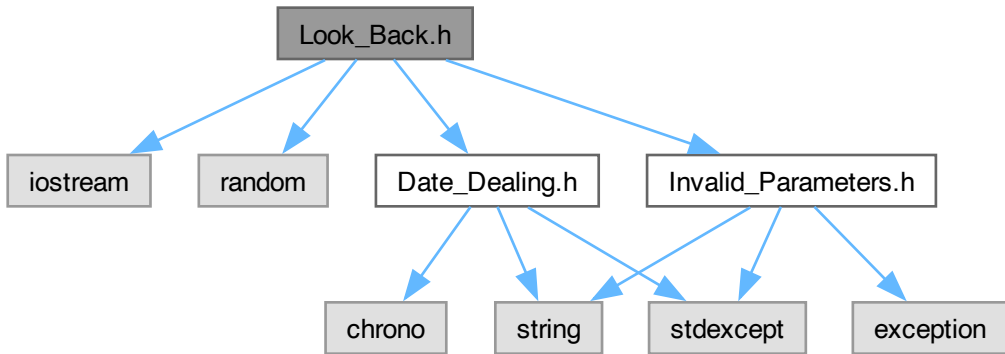 Look_Back.h
iostream
random
Date_Dealing.h
Invalid_Parameters.h
chrono
string
stdexcept
exception